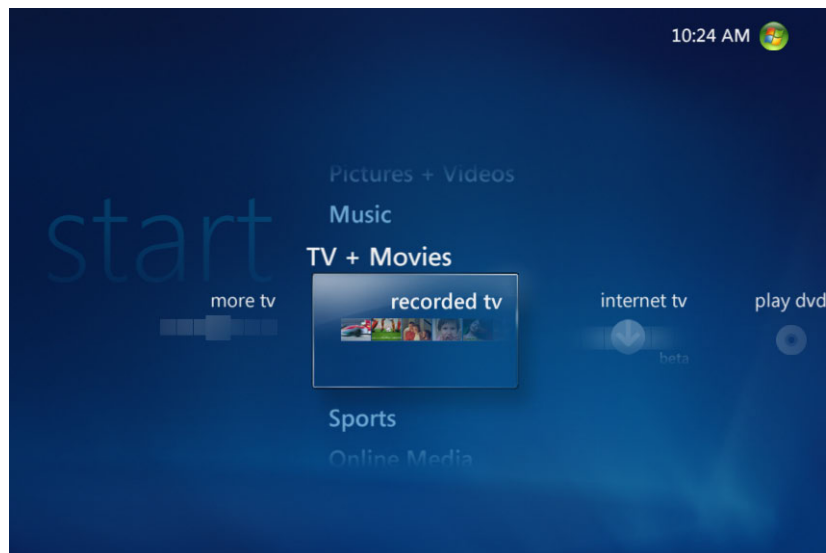 10:24 AM
start
Pictures + Videos
Music
TV + Movies
more tv
recorded tv
internet tv
beta
play dvd
Sports
Online Media